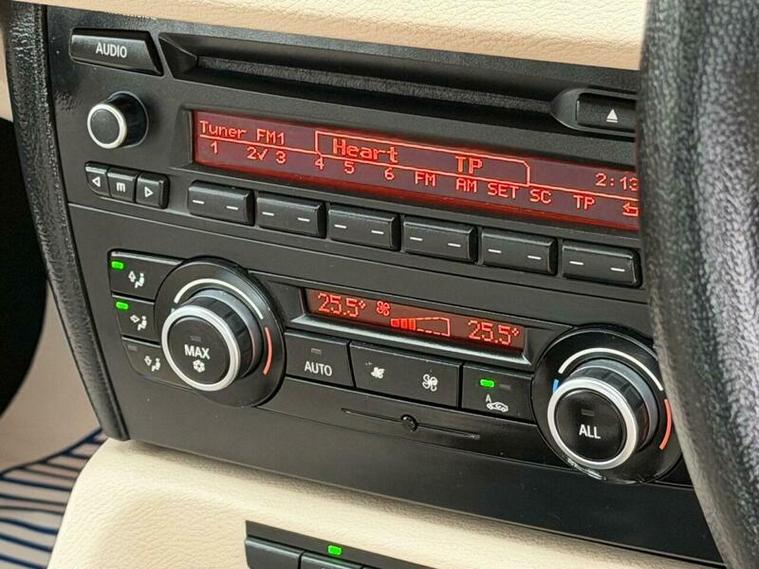 AUDIO
Tuner FM1 Heart TP 2:13
1 2√ 3 4 5 6 FM AM SET SC TP
25.5° 25.5°
MAX
AUTO
A
ALL